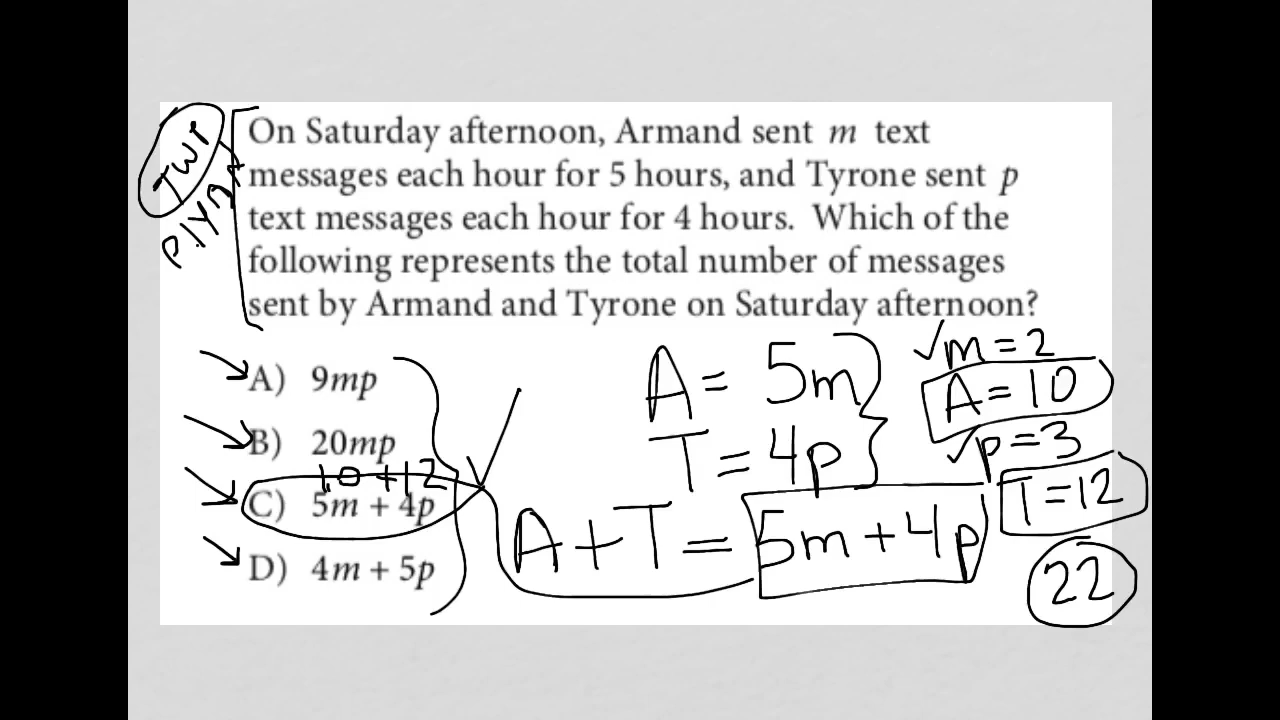 TWT
P.I.Y.G.A
On Saturday afternoon, Armand sent m text
messages each hour for 5 hours, and Tyrone sent p
text messages each hour for 4 hours. Which of the
following represents the total number of messages
sent by Armand and Tyrone on Saturday afternoon?
A) 9mp
B) 20mp
10 + 12
C) 5m + 4p
D) 4m + 5p
A = 5m
T = 4p
A + T = 5m + 4p
m = 2
A = 10
p = 3
T = 12
22